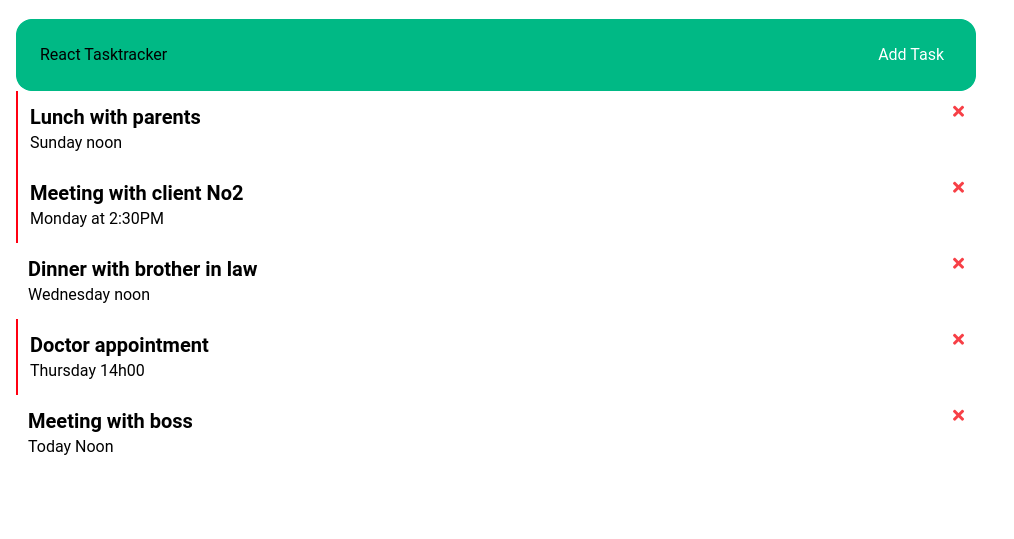 React Tasktracker
Add Task
Lunch with parents
Sunday noon
Meeting with client No2
Monday at 2:30PM
Dinner with brother in law
Wednesday noon
Doctor appointment
Thursday 14h00
Meeting with boss
Today Noon